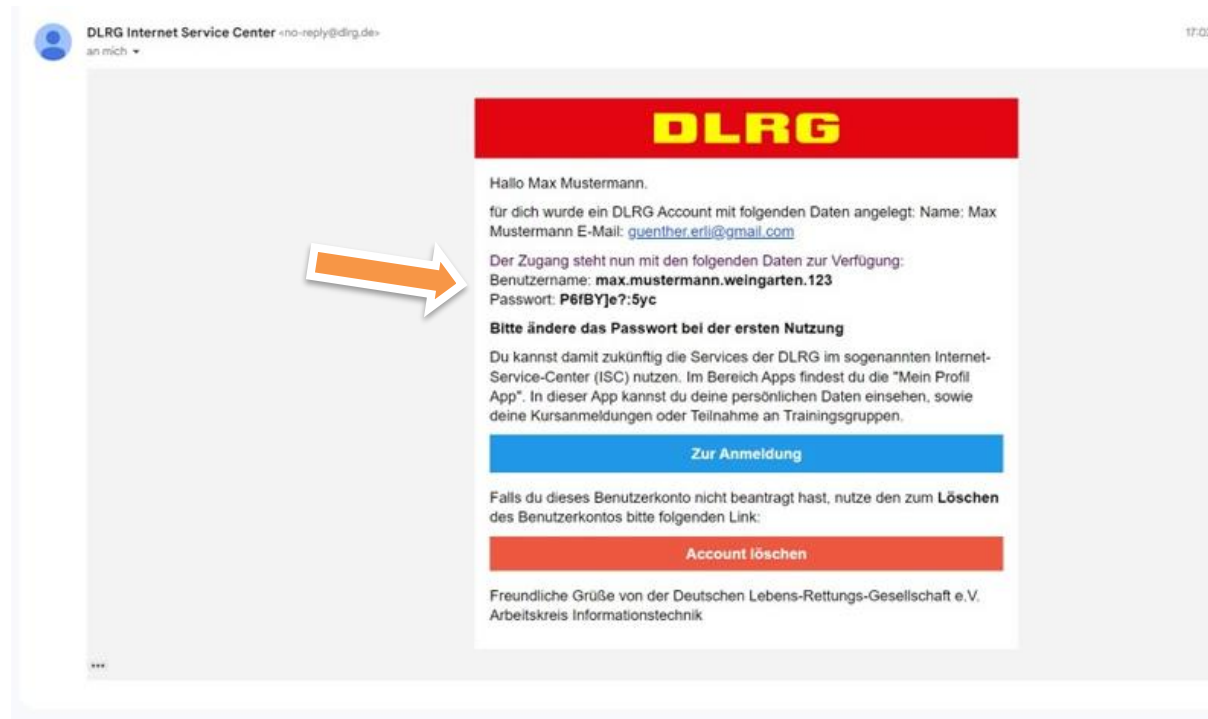 DLRG Internet Service Center <no-reply@dlrg.de>
17:0
an mich
DLRG
Hallo Max Mustermann.
für dich wurde ein DLRG Account mit folgenden Daten angelegt: Name: Max
Mustermann E-Mail: guenther.erli@gmail.com
Der Zugang steht nun mit den folgenden Daten zur Verfügung:
Benutzername: max.mustermann.weingarten.123
Passwort: P6fBY]e?:5yc
Bitte ändere das Passwort bei der ersten Nutzung
Du kannst damit zukünftig die Services der DLRG im sogenannten Internet-
Service-Center (ISC) nutzen. Im Bereich Apps findest du die "Mein Profil
App". In dieser App kannst du deine persönlichen Daten einsehen, sowie
deine Kursanmeldungen oder Teilnahme an Trainingsgruppen.
Zur Anmeldung
Falls du dieses Benutzerkonto nicht beantragt hast, nutze den zum Löschen
des Benutzerkontos bitte folgenden Link:
Account löschen
Freundliche Grüße von der Deutschen Lebens-Rettungs-Gesellschaft e.V.
Arbeitskreis Informationstechnik